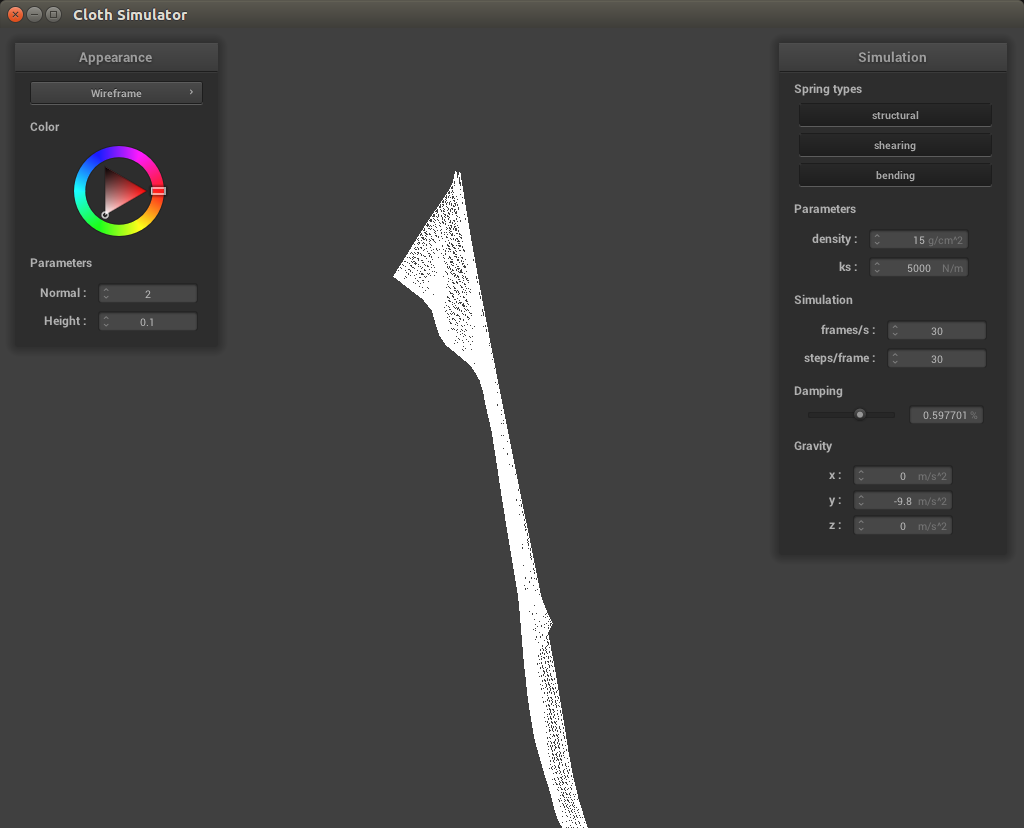 Cloth Simulator
Appearance
Wireframe
Color
Parameters
Normal : 2
Height : 0.1
Simulation
Spring types
structural
shearing
bending
Parameters
density : 15 g/cm^2
ks : 5000 N/m
Simulation
frames/s : 30
steps/frame : 30
Damping
0.597701 %
Gravity
x : 0 m/s^2
y : -9.8 m/s^2
z : 0 m/s^2